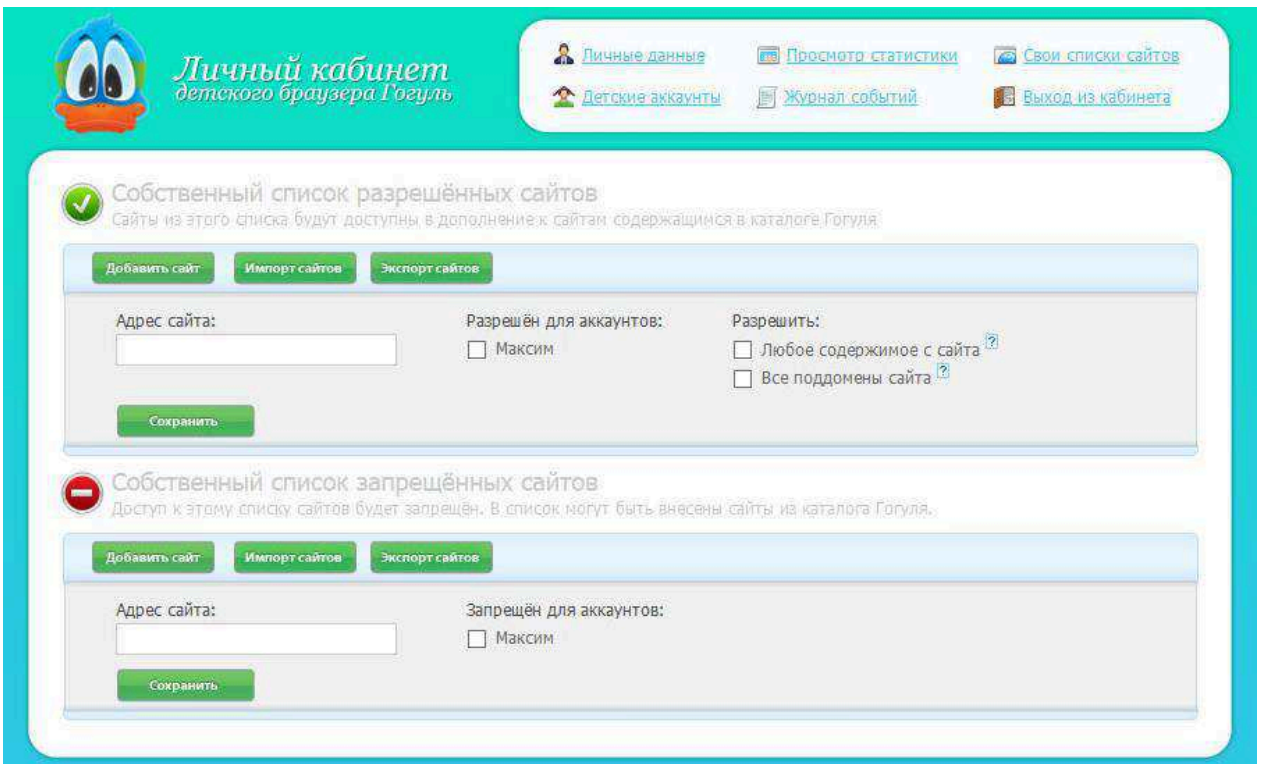 Личный кабинет
детского браузера Гогуль
Личные данные
Просмотр статистики
Свои списки сайтов
Детские аккаунты
Журнал событий
Выход из кабинета
Собственный список разрешённых сайтов
Сайты из этого списка будут доступны в дополнение к сайтам содержащимся в каталоге Гогуля
Добавить сайт
Импорт сайтов
Экспорт сайтов
Адрес сайта:
Разрешён для аккаунтов:
Разрешить:
Максим
Любое содержимое с сайта ?
Все поддомены сайта ?
Сохранить
Собственный список запрещённых сайтов
Доступ к этому списку сайтов будет запрещён. В список могут быть внесены сайты из каталога Гогуля.
Добавить сайт
Импорт сайтов
Экспорт сайтов
Адрес сайта:
Запрещён для аккаунтов:
Максим
Сохранить